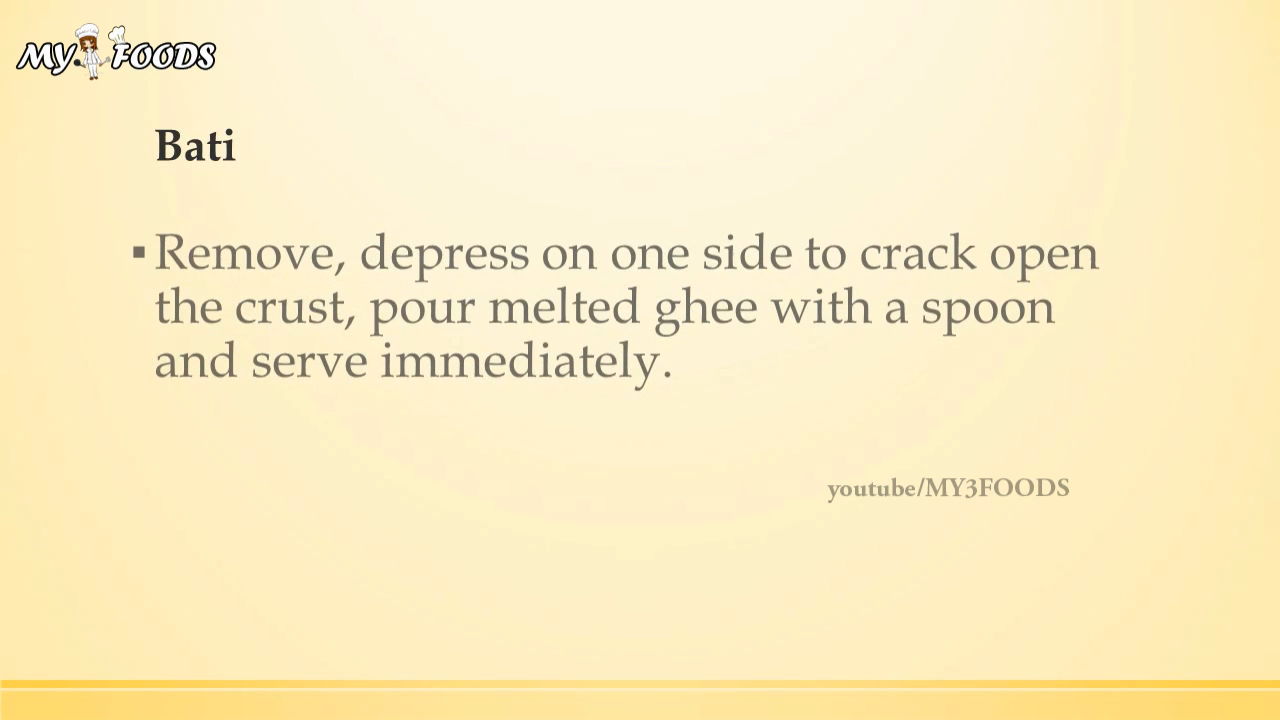 MY FOODS
Bati
▪ Remove, depress on one side to crack open
the crust, pour melted ghee with a spoon
and serve immediately.
youtube/MY3FOODS